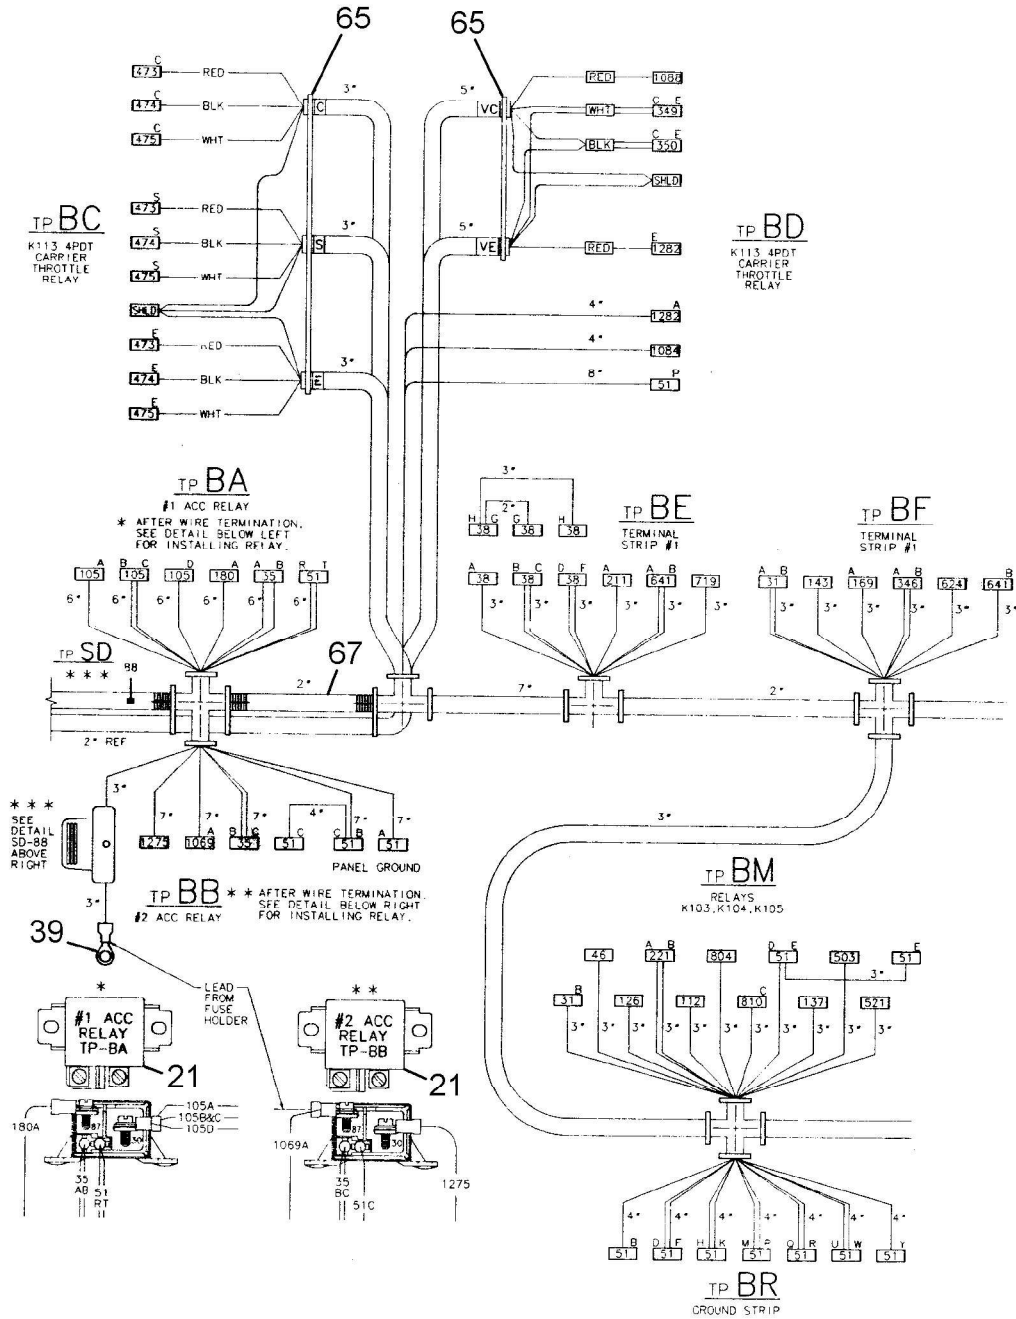 65
65
C
473 RED
C
474 BLK
C
475 WHT
3"
C
5"
VC
RED 1088
C E
WHT 349
C E
BLK 350
SHLD
TP BC
K113 4PDT
CARRIER
THROTTLE
RELAY
S
473 RED
S
474 BLK
S
475 WHT
SHLD
3"
S
5"
VE
E
RED 1282
TP BD
K113 4PDT
CARRIER
THROTTLE
RELAY
A
4" 1282
4" 1084
P
8" 51
E
473 RED
E
474 BLK
E
475 WHT
3"
E
TP BA
#1 ACC RELAY
* AFTER WIRE TERMINATION.
SEE DETAIL BELOW LEFT
FOR INSTALLING RELAY.
A B C D A A B R T
105 105 105 180 35 51
6" 6" 6" 6" 6" 6"
3"
2"
H G G H
38 38 38
TP BE
TERMINAL
STRIP #1
A B C D F A A B
38 38 38 211 641 719
3" 3" 3" 3" 3" 3"
TP BF
TERMINAL
STRIP #1
A B A A B B
31 143 169 346 624 641
3" 3" 3" 3" 3" 3"
TP SD
* * *
88
67
2"
7"
2"
2" REF
3"
* * *
SEE
DETAIL
SD-88
ABOVE
RIGHT
7" 7" 7" 4" 7" 7"
A B C C C B A
1275 1069 35 51 51 51
PANEL GROUND
TP BB
#2 ACC RELAY
* * AFTER WIRE TERMINATION.
SEE DETAIL BELOW RIGHT
FOR INSTALLING RELAY.
3"
39
3"
TP BM
RELAYS
K103,K104,K105
A B D E E
46 221 804 51 503 51
3"
B C
31 126 112 810 137 521
3" 3" 3" 3" 3" 3" 3" 3" 3" 3"
LEAD
FROM
FUSE
HOLDER
*
#1 ACC
RELAY
TP-BA
21
* *
#2 ACC
RELAY
TP-BB
21
180A
87
30
105A
105B&C
105D
35
AB
51
RT
1069A
87
30
35
BC
51C
1275
4" 4" 4" 4" 4" 4" 4"
B D F H K M P Q R U W Y
51 51 51 51 51 51 51
TP BR
GROUND STRIP